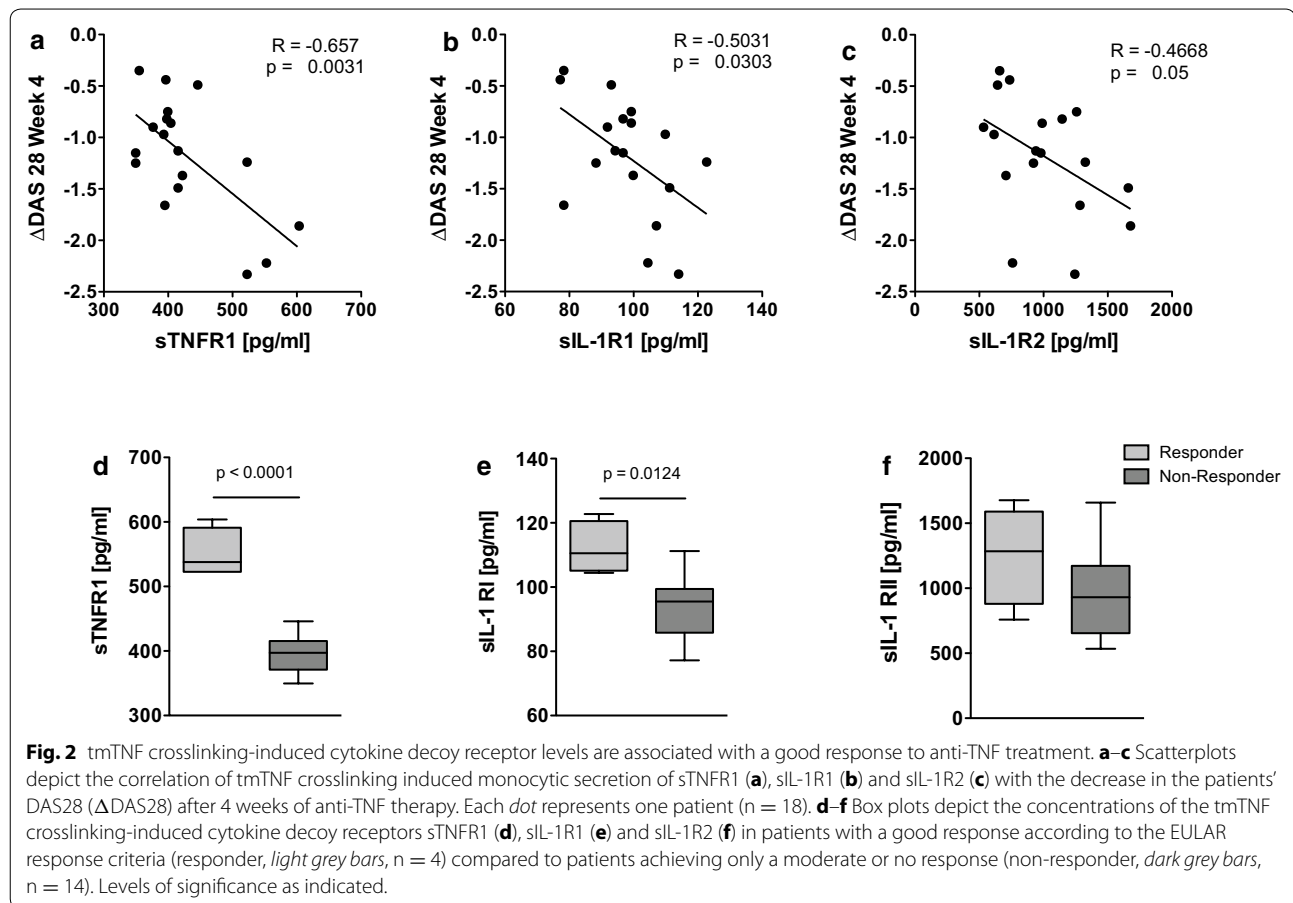 a
R = -0.657
p = 0.0031
ΔDAS 28 Week 4
0.0
-0.5
-1.0
-1.5
-2.0
-2.5
300
400
500
600
700
sTNFR1 [pg/ml]
b
R = -0.5031
p = 0.0303
ΔDAS 28 Week 4
0.0
-0.5
-1.0
-1.5
-2.0
-2.5
60
80
100
120
140
sIL-1R1 [pg/ml]
c
R = -0.4668
p = 0.05
ΔDAS 28 Week 4
0.0
-0.5
-1.0
-1.5
-2.0
-2.5
0
500
1000
1500
2000
sIL-1R2 [pg/ml]
d
p < 0.0001
sTNFR1 [pg/ml]
700
600
500
400
300
e
p = 0.0124
sIL-1 RI [pg/ml]
140
120
100
80
60
f
sIL-1 RII [pg/ml]
2000
1500
1000
500
0
Responder
Non-Responder
Fig. 2 tmTNF crosslinking-induced cytokine decoy receptor levels are associated with a good response to anti-TNF treatment. a–c Scatterplots
depict the correlation of tmTNF crosslinking induced monocytic secretion of sTNFR1 (a), sIL-1R1 (b) and sIL-1R2 (c) with the decrease in the patients’
DAS28 (ΔDAS28) after 4 weeks of anti-TNF therapy. Each dot represents one patient (n = 18). d–f Box plots depict the concentrations of the tmTNF
crosslinking-induced cytokine decoy receptors sTNFR1 (d), sIL-1R1 (e) and sIL-1R2 (f) in patients with a good response according to the EULAR
response criteria (responder, light grey bars, n = 4) compared to patients achieving only a moderate or no response (non-responder, dark grey bars,
n = 14). Levels of significance as indicated.